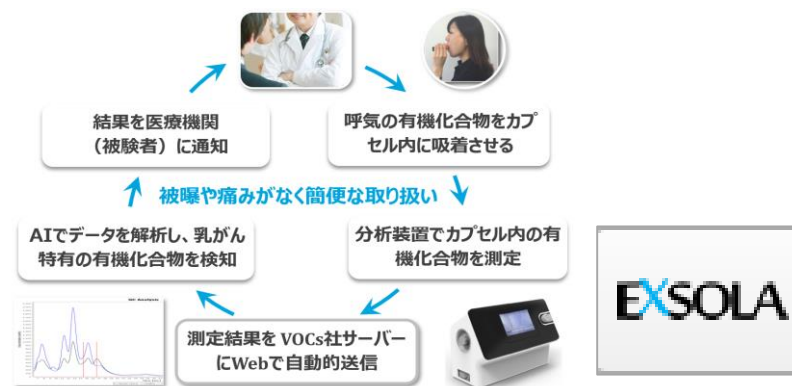 結果を医療機関
（被験者）に通知
呼気の有機化合物をカプ
セル内に吸着させる
被曝や痛みがなく簡便な取り扱い
AIでデータを解析し、乳がん
特有の有機化合物を検知
分析装置でカプセル内の有
機化合物を測定
測定結果を VOCs社サーバー
にWebで自動的送信
EXSOLA